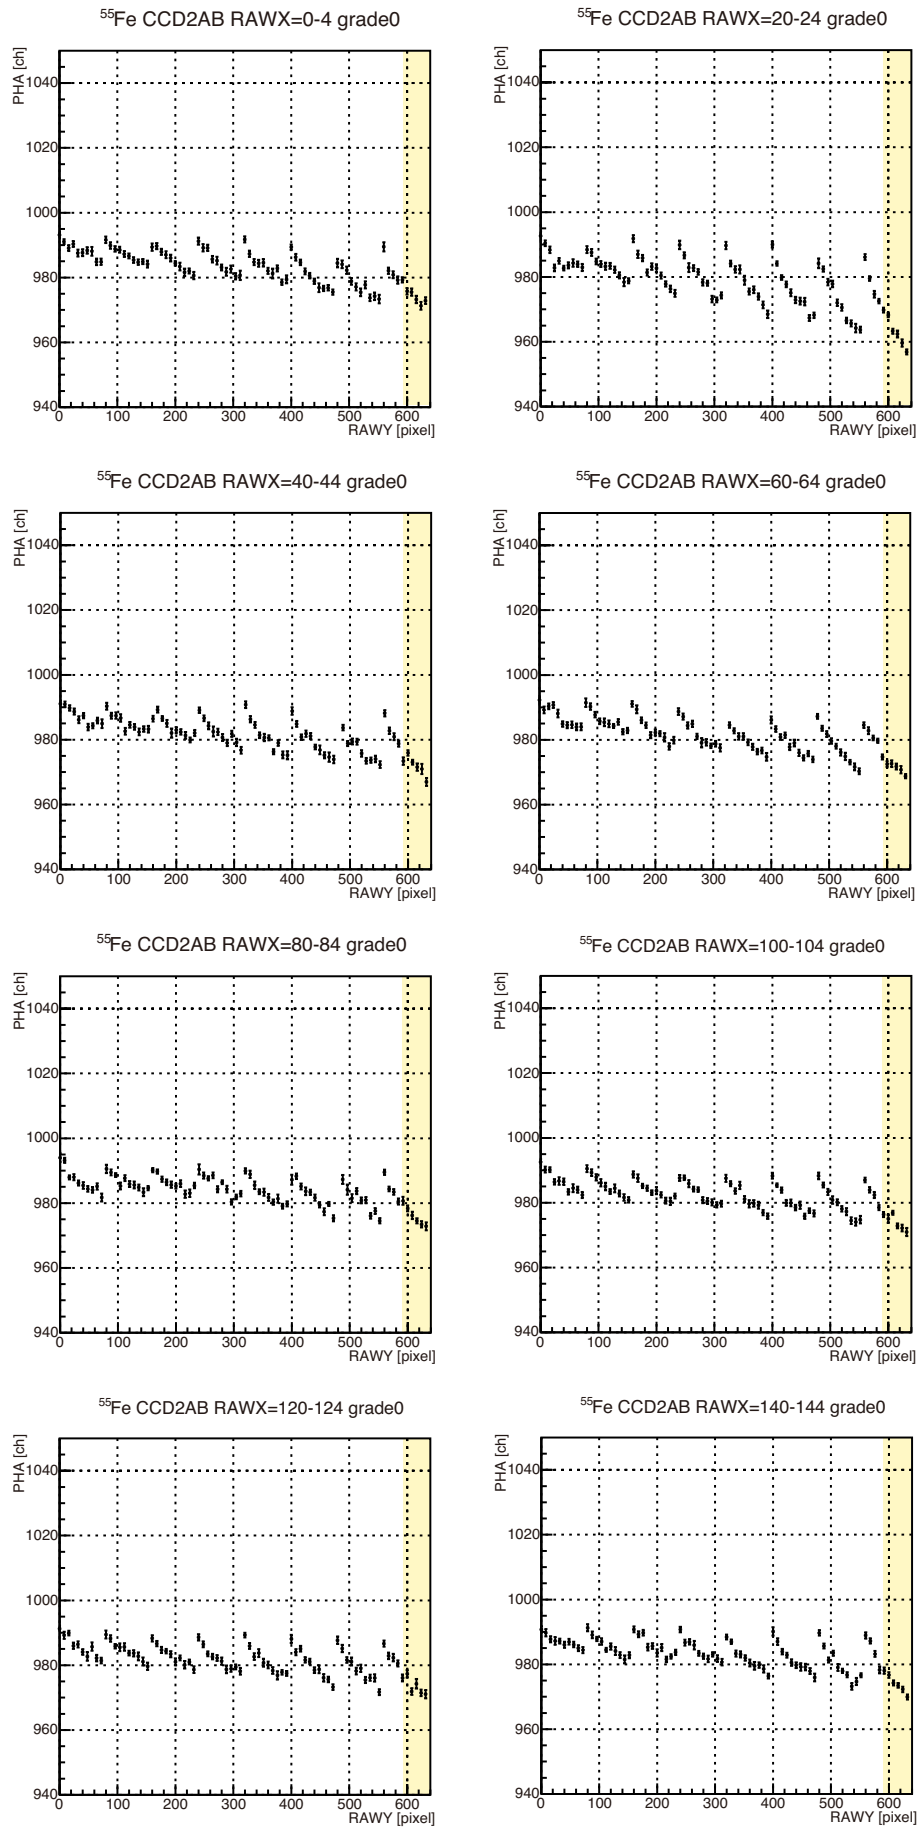 ⁵⁵Fe CCD2AB RAWX=0-4 grade0
PHA [ch]
1040
1020
1000
980
960
940
0 100 200 300 400 500 600
RAWY [pixel]
⁵⁵Fe CCD2AB RAWX=20-24 grade0
PHA [ch]
1040
1020
1000
980
960
940
0 100 200 300 400 500 600
RAWY [pixel]
⁵⁵Fe CCD2AB RAWX=40-44 grade0
PHA [ch]
1040
1020
1000
980
960
940
0 100 200 300 400 500 600
RAWY [pixel]
⁵⁵Fe CCD2AB RAWX=60-64 grade0
PHA [ch]
1040
1020
1000
980
960
940
0 100 200 300 400 500 600
RAWY [pixel]
⁵⁵Fe CCD2AB RAWX=80-84 grade0
PHA [ch]
1040
1020
1000
980
960
940
0 100 200 300 400 500 600
RAWY [pixel]
⁵⁵Fe CCD2AB RAWX=100-104 grade0
PHA [ch]
1040
1020
1000
980
960
940
0 100 200 300 400 500 600
RAWY [pixel]
⁵⁵Fe CCD2AB RAWX=120-124 grade0
PHA [ch]
1040
1020
1000
980
960
940
0 100 200 300 400 500 600
RAWY [pixel]
⁵⁵Fe CCD2AB RAWX=140-144 grade0
PHA [ch]
1040
1020
1000
980
960
940
0 100 200 300 400 500 600
RAWY [pixel]